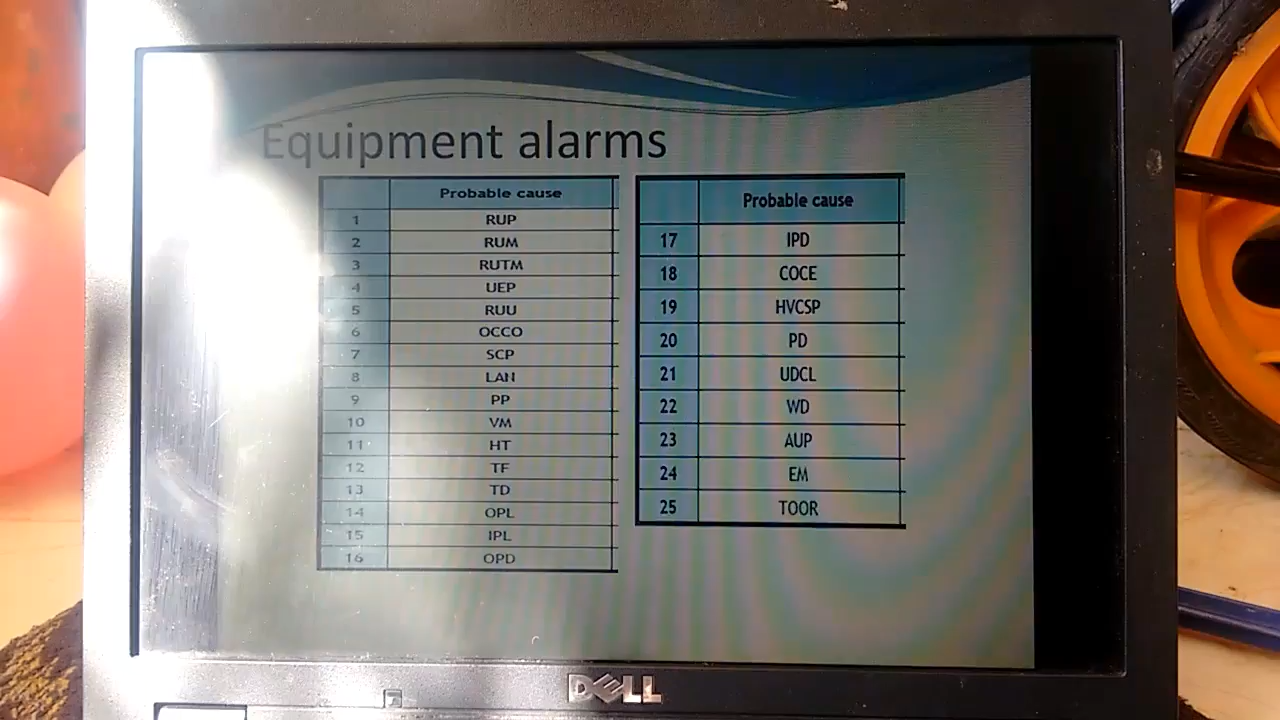 Equipment alarms
Probable cause
1 RUP
2 RUM
3 RUTM
4 UEP
5 RUU
6 OCCO
7 SCP
8 LAN
9 PP
10 VM
11 HT
12 TF
13 TD
14 OPL
15 IPL
16 OPD
Probable cause
17 IPD
18 COCE
19 HVCSP
20 PD
21 UDCL
22 WD
23 AUP
24 EM
25 TOOR
DELL